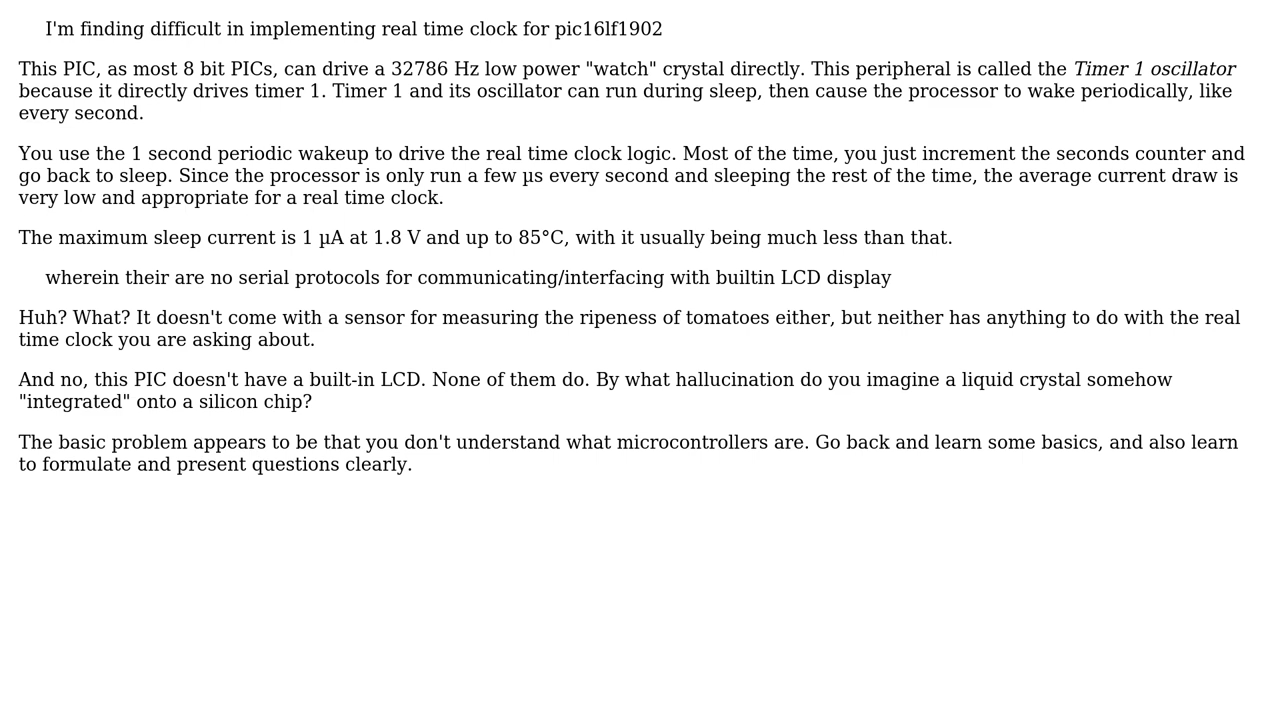 I'm finding difficult in implementing real time clock for pic16lf1902
This PIC, as most 8 bit PICs, can drive a 32786 Hz low power "watch" crystal directly. This peripheral is called the Timer 1 oscillator
because it directly drives timer 1. Timer 1 and its oscillator can run during sleep, then cause the processor to wake periodically, like
every second.
You use the 1 second periodic wakeup to drive the real time clock logic. Most of the time, you just increment the seconds counter and
go back to sleep. Since the processor is only run a few µs every second and sleeping the rest of the time, the average current draw is
very low and appropriate for a real time clock.
The maximum sleep current is 1 µA at 1.8 V and up to 85°C, with it usually being much less than that.
wherein their are no serial protocols for communicating/interfacing with builtin LCD display
Huh? What? It doesn't come with a sensor for measuring the ripeness of tomatoes either, but neither has anything to do with the real
time clock you are asking about.
And no, this PIC doesn't have a built-in LCD. None of them do. By what hallucination do you imagine a liquid crystal somehow
"integrated" onto a silicon chip?
The basic problem appears to be that you don't understand what microcontrollers are. Go back and learn some basics, and also learn
to formulate and present questions clearly.